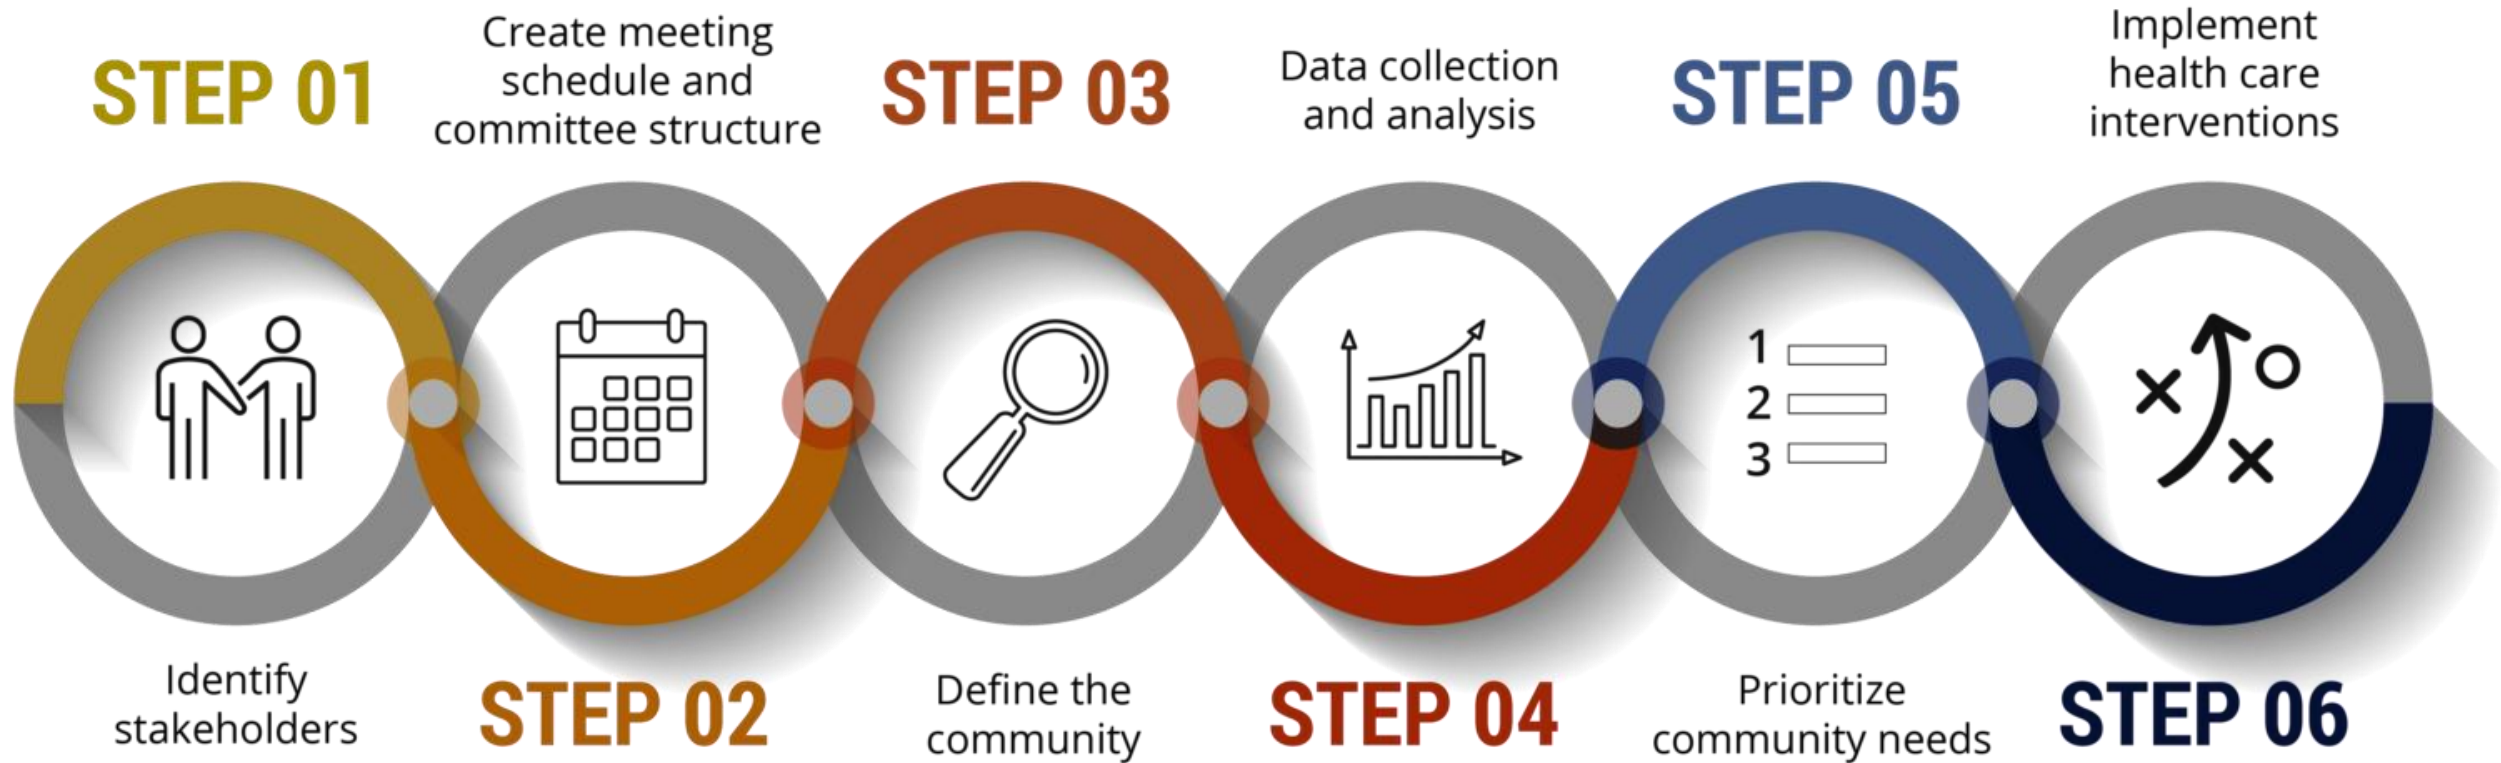 STEP 01
Identify
stakeholders
Create meeting
schedule and
committee structure
STEP 02
STEP 03
Define the
community
Data collection
and analysis
STEP 04
STEP 05
1
2
3
Prioritize
community needs
Implement
health care
interventions
STEP 06